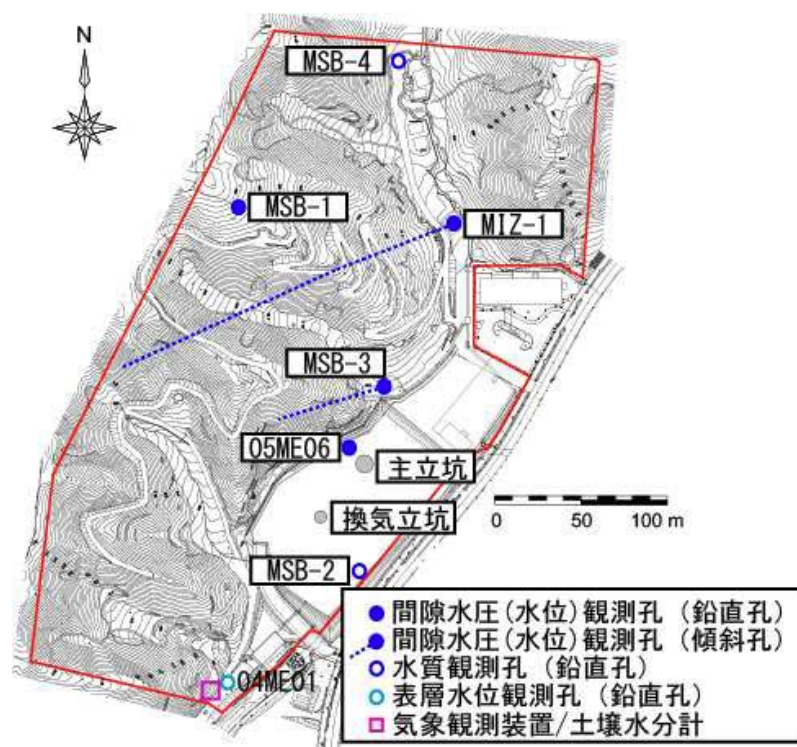 N
MSB-4
MSB-1
MIZ-1
MSB-3
05ME06
主立坑
換気立坑
0 50 100 m
MSB-2
間隙水圧(水位)観測孔 (鉛直孔)
間隙水圧(水位)観測孔 (傾斜孔)
水質観測孔 (鉛直孔)
表層水位観測孔 (鉛直孔)
気象観測装置/土壌水分計
04ME01